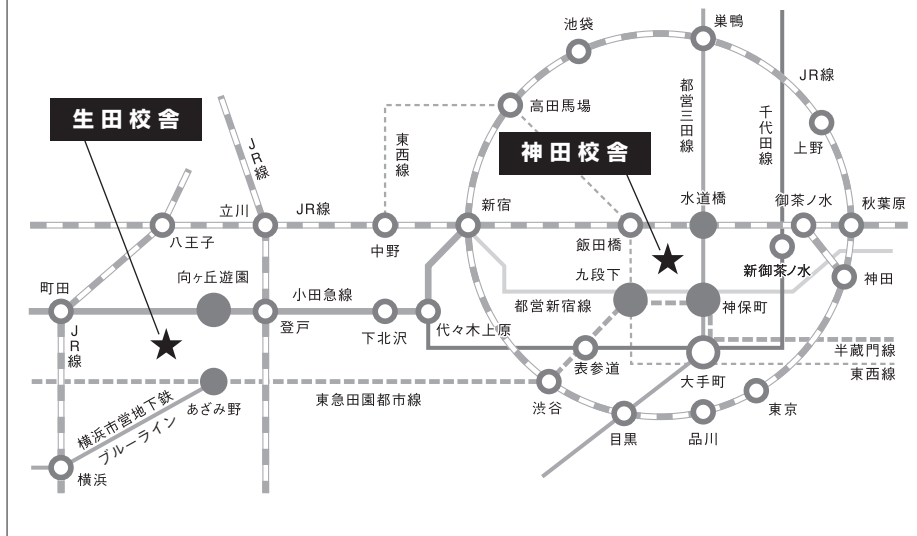 池袋
巣鴨
JR線
高田馬場
都営三田線
千代田線
上野
生田校舎
JR線
東西線
神田校舎
立川
JR線
新宿
水道橋
御茶ノ水
秋葉原
八王子
中野
飯田橋
新御茶ノ水
神田
町田
向ヶ丘遊園
小田急線
九段下
都営新宿線
神保町
JR線
登戸
下北沢
代々木上原
半蔵門線
表参道
大手町
東西線
あざみ野
東急田園都市線
渋谷
東京
目黒
品川
横浜市営地下鉄
ブルーライン
横浜